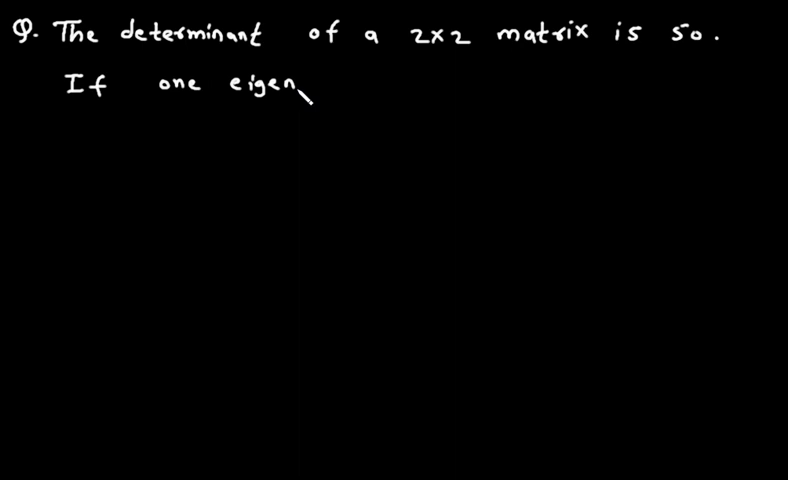 Q. The determinant of a 2x2 matrix is 50.
If one eigen